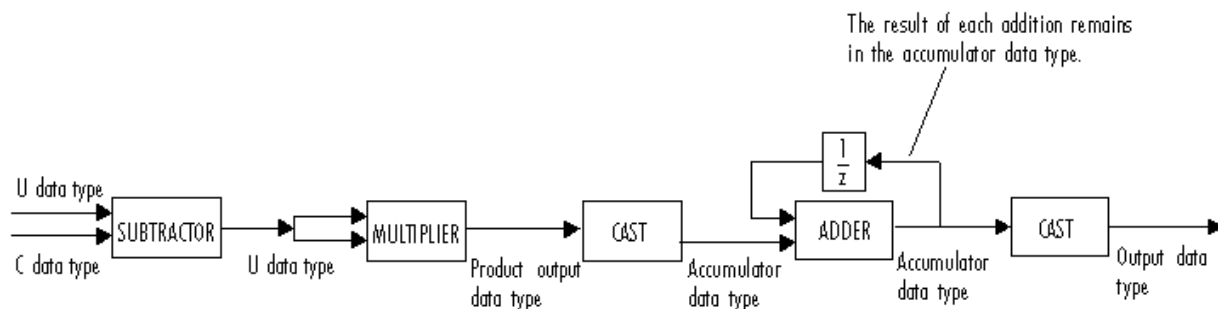 The result of each addition remains
in the accumulator data type.
1
z
U data type
SUBTRACTOR
MULTIPLIER
CAST
ADDER
CAST
C data type
U data type
Product output
data type
Accumulator
data type
Accumulator
data type
Output data
type